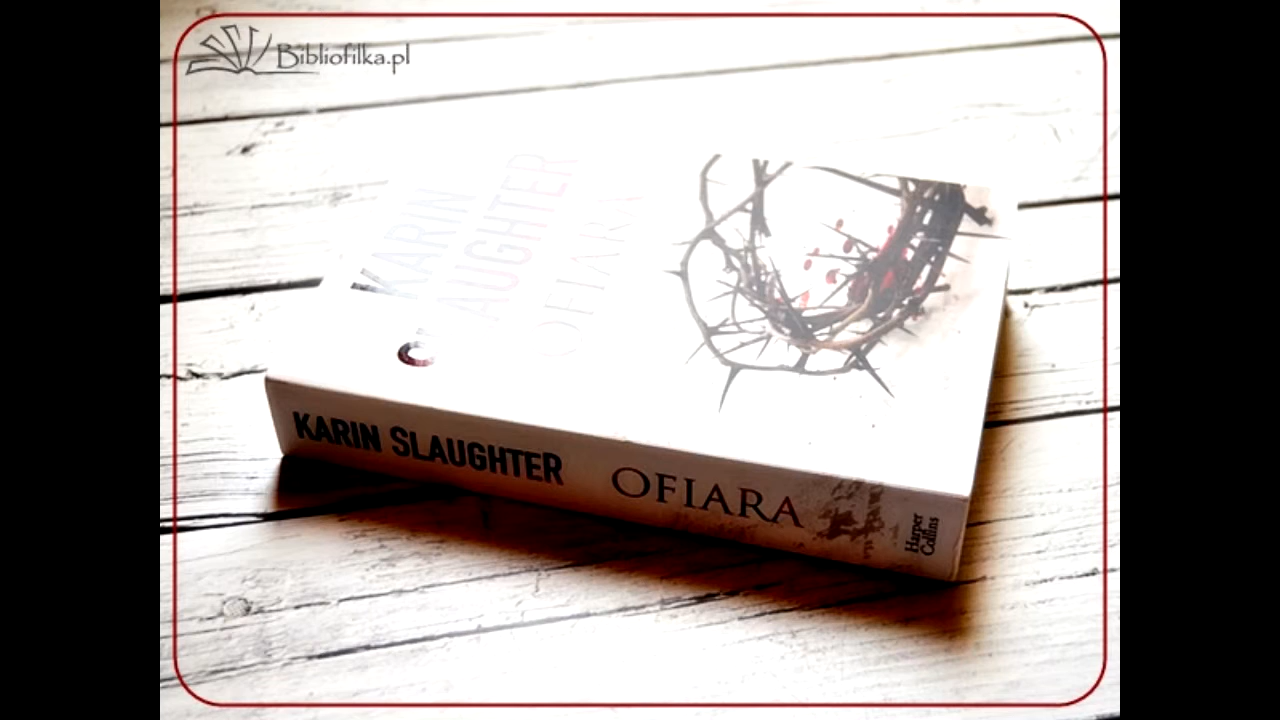 Bibliofilka.pl
KARIN
SLAUGHTER
OFIARA
KARIN SLAUGHTER OFIARA
Harper
Collins